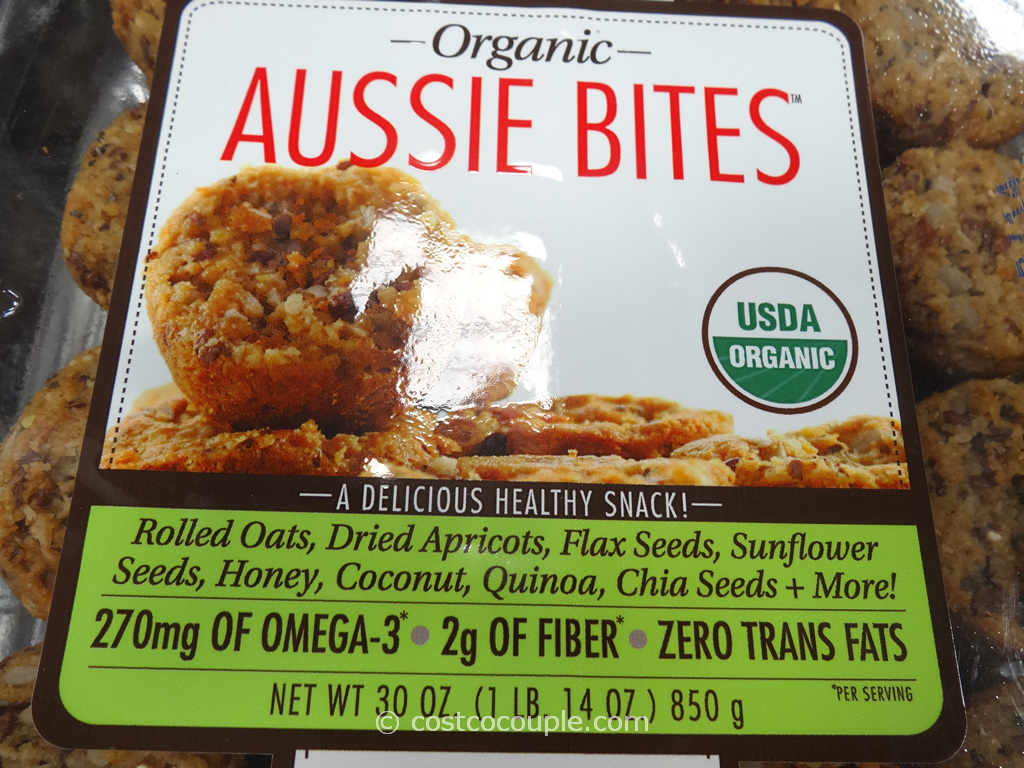 Organic
AUSSIE BITES™
USDA
ORGANIC
A DELICIOUS HEALTHY SNACK!
Rolled Oats, Dried Apricots, Flax Seeds, Sunflower
Seeds, Honey, Coconut, Quinoa, Chia Seeds + More!
270mg OF OMEGA-3* • 2g OF FIBER* • ZERO TRANS FATS
*PER SERVING
NET WT 30 OZ. (1 LB. 14 OZ.) 850 g
© costcocouple.com